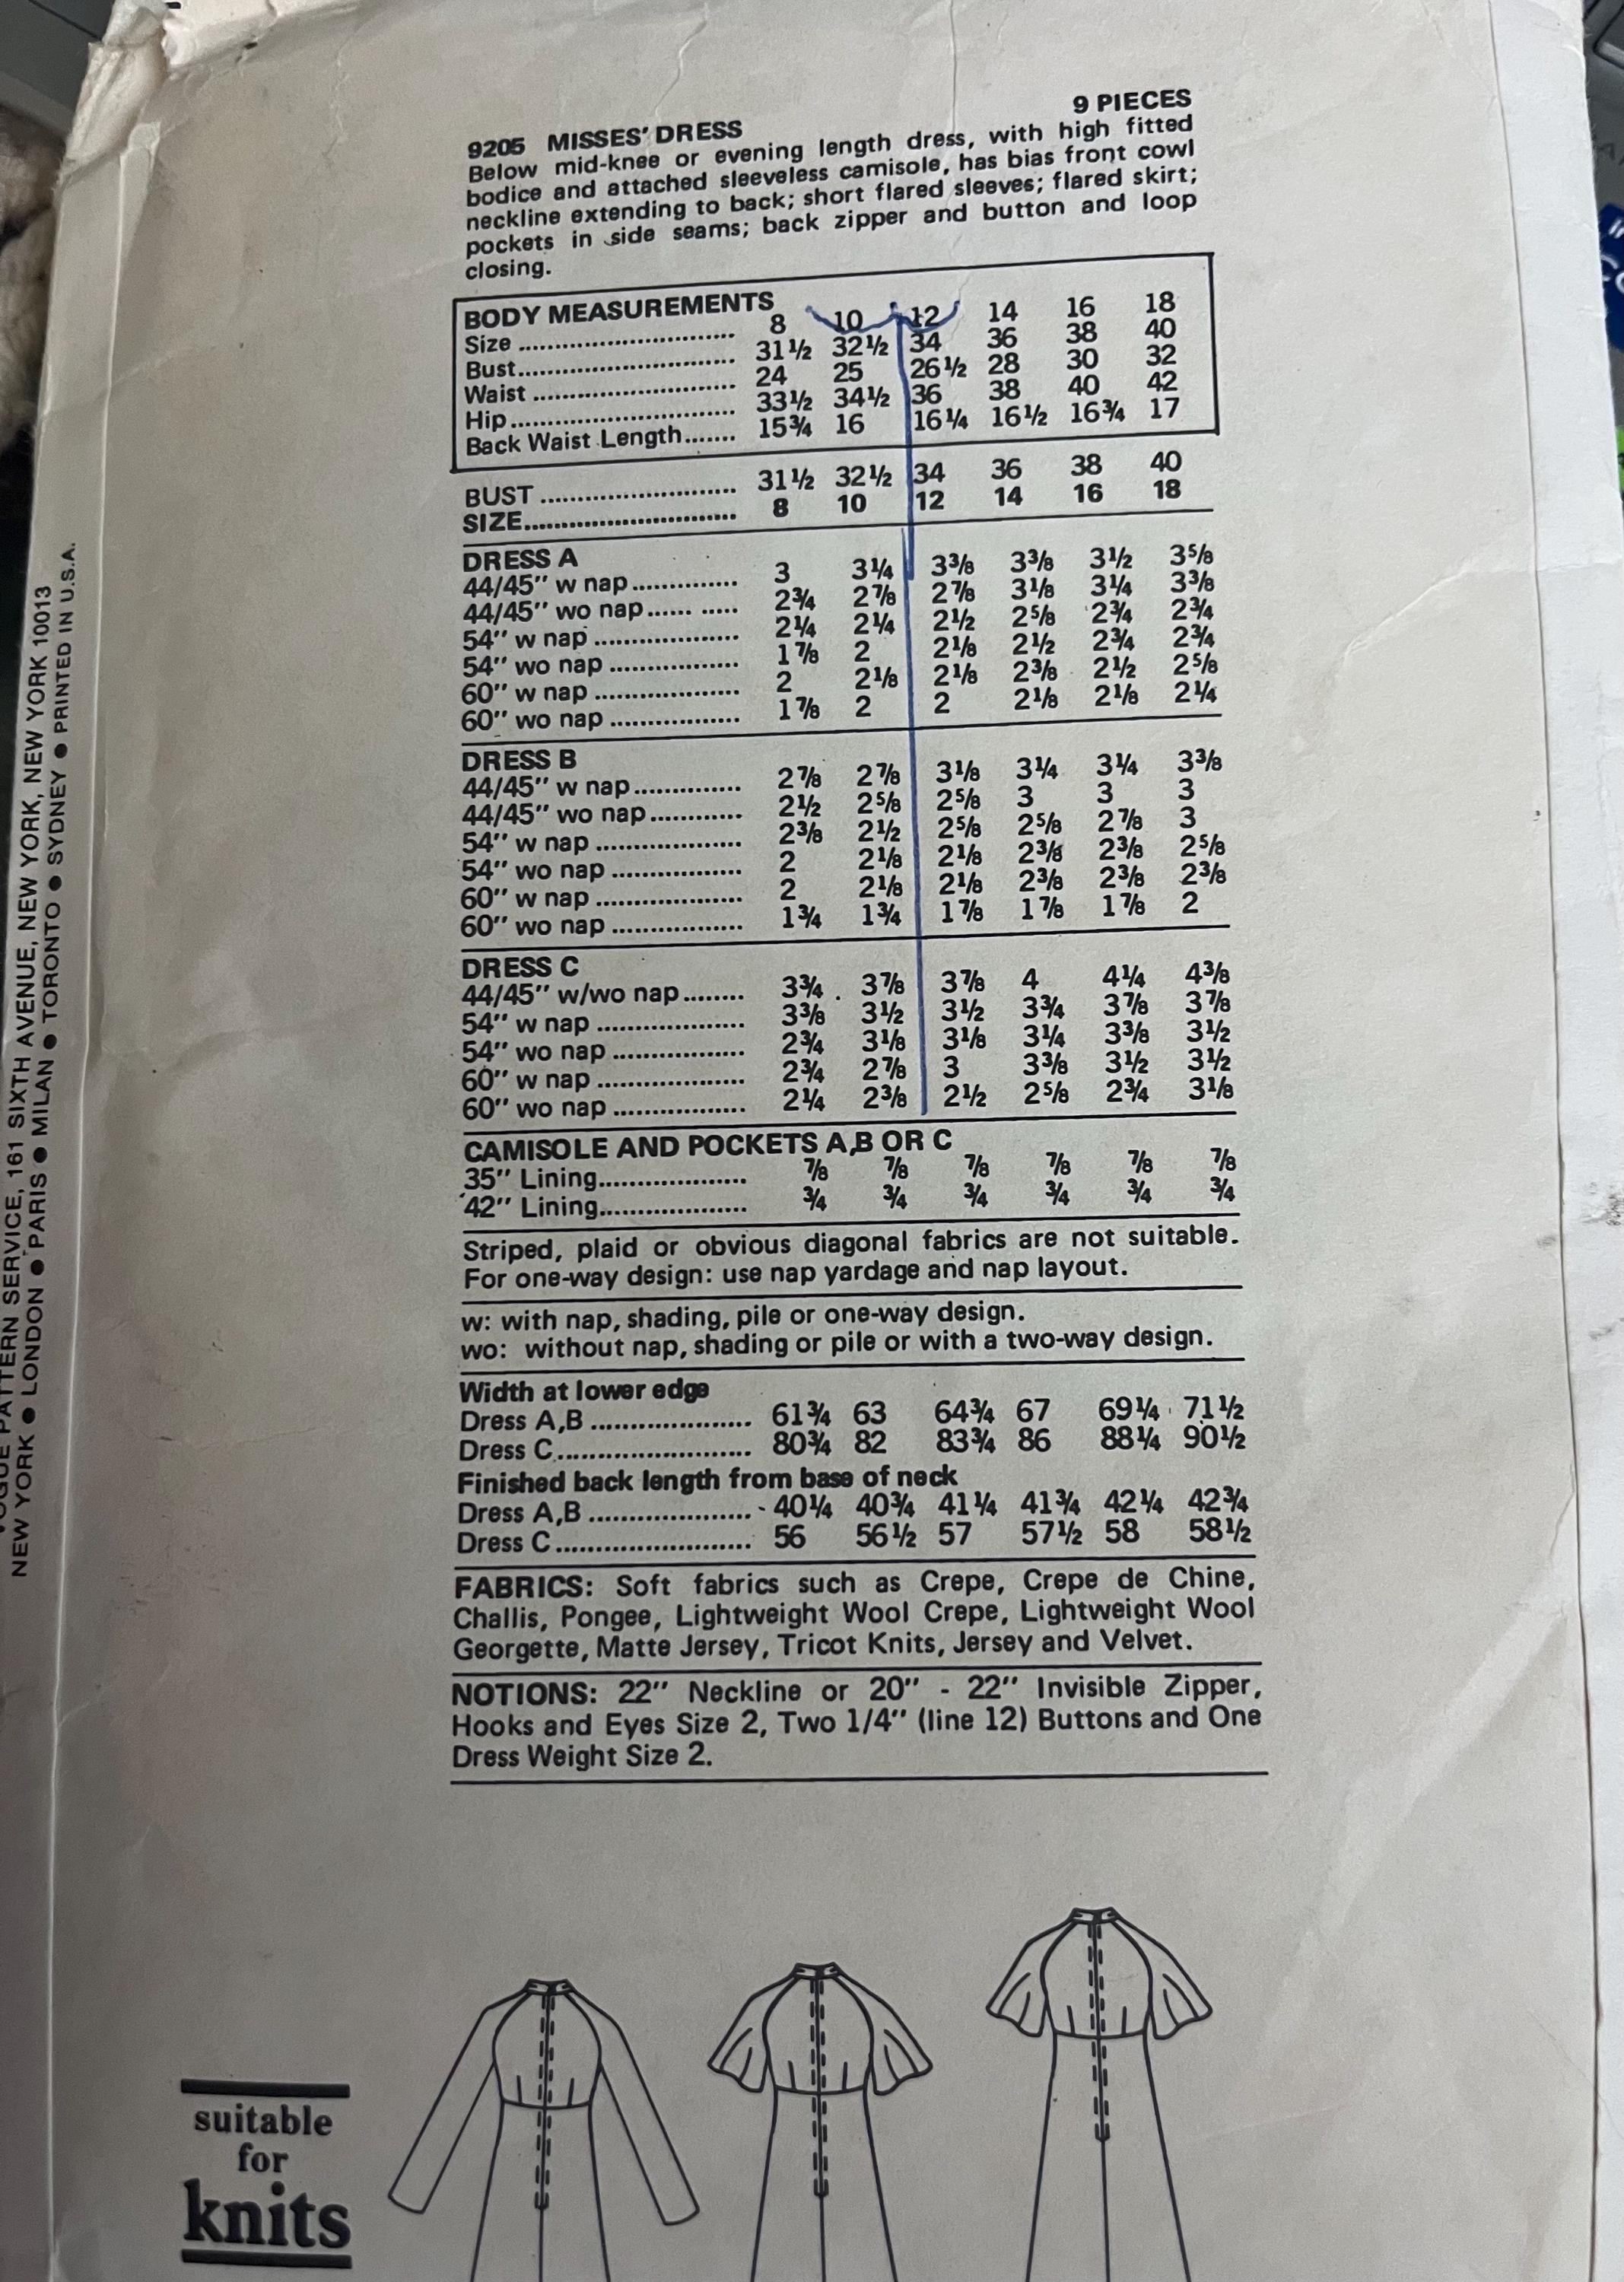 9 PIECES
9205 MISSES' DRESS
Below mid-knee or evening length dress, with high fitted
bodice and attached sleeveless camisole, has bias front cowl
neckline extending to back; short flared sleeves; flared skirt;
pockets in side seams; back zipper and button and loop
closing.
BODY MEASUREMENTS
Size 8 10 12 14 16 18
Bust 31½ 32½ 34 36 38 40
Waist 24 25 26½ 28 30 32
Hip 33½ 34½ 36 38 40 42
Back Waist Length 15¾ 16 16¼ 16½ 16¾ 17
BUST 31½ 32½ 34 36 38 40
SIZE 8 10 12 14 16 18
DRESS A
44/45" w nap 3 3¼ 3⅜ 3⅜ 3½ 3⅝
44/45" wo nap 2¾ 2⅞ 2⅞ 3⅛ 3¼ 3⅜
54" w nap 2¼ 2¼ 2½ 2⅝ 2¾ 2¾
54" wo nap 1⅞ 2 2⅛ 2½ 2¾ 2¾
60" w nap 2 2⅛ 2⅛ 2⅜ 2½ 2⅝
60" wo nap 1⅞ 2 2 2⅛ 2⅛ 2¼
DRESS B
44/45" w nap 2⅞ 2⅞ 3⅛ 3¼ 3¼ 3⅜
44/45" wo nap 2½ 2⅝ 2⅝ 3 3 3
54" w nap 2⅜ 2½ 2⅝ 2⅝ 2⅞ 3
54" wo nap 2 2⅛ 2⅛ 2⅜ 2⅜ 2⅝
60" w nap 2 2⅛ 2⅛ 2⅜ 2⅜ 2⅜
60" wo nap 1¾ 1¾ 1⅞ 1⅞ 1⅞ 2
DRESS C
44/45" w/wo nap 3¾ 3⅞ 3⅞ 4 4¼ 4⅜
54" w nap 3⅜ 3½ 3½ 3¾ 3⅞ 3⅞
54" wo nap 2¾ 3⅛ 3⅛ 3¼ 3⅜ 3½
60" w nap 2¾ 2⅞ 3 3⅜ 3½ 3½
60" wo nap 2¼ 2⅜ 2½ 2⅝ 2¾ 3⅛
CAMISOLE AND POCKETS A,B OR C
35" Lining ⅞ ⅞ ⅞ ⅞ ⅞ ⅞
42" Lining ¾ ¾ ¾ ¾ ¾ ¾
Striped, plaid or obvious diagonal fabrics are not suitable.
For one-way design: use nap yardage and nap layout.
w: with nap, shading, pile or one-way design.
wo: without nap, shading or pile or with a two-way design.
Width at lower edge
Dress A,B 61¾ 63 64¾ 67 69¼ 71½
Dress C 80¾ 82 83¾ 86 88¼ 90½
Finished back length from base of neck
Dress A,B 40¼ 40¾ 41¼ 41¾ 42¼ 42¾
Dress C 56 56½ 57 57½ 58 58½
FABRICS: Soft fabrics such as Crepe, Crepe de Chine,
Challis, Pongee, Lightweight Wool Crepe, Lightweight Wool
Georgette, Matte Jersey, Tricot Knits, Jersey and Velvet.
NOTIONS: 22" Neckline or 20" - 22" Invisible Zipper,
Hooks and Eyes Size 2, Two 1/4" (line 12) Buttons and One
Dress Weight Size 2.
suitable
for
knits
PATTERN SERVICE, 161 SIXTH AVENUE, NEW YORK, NEW YORK 10013
NEW YORK ● LONDON ● PARIS ● MILAN ● TORONTO ● SYDNEY ● PRINTED IN U.S.A.